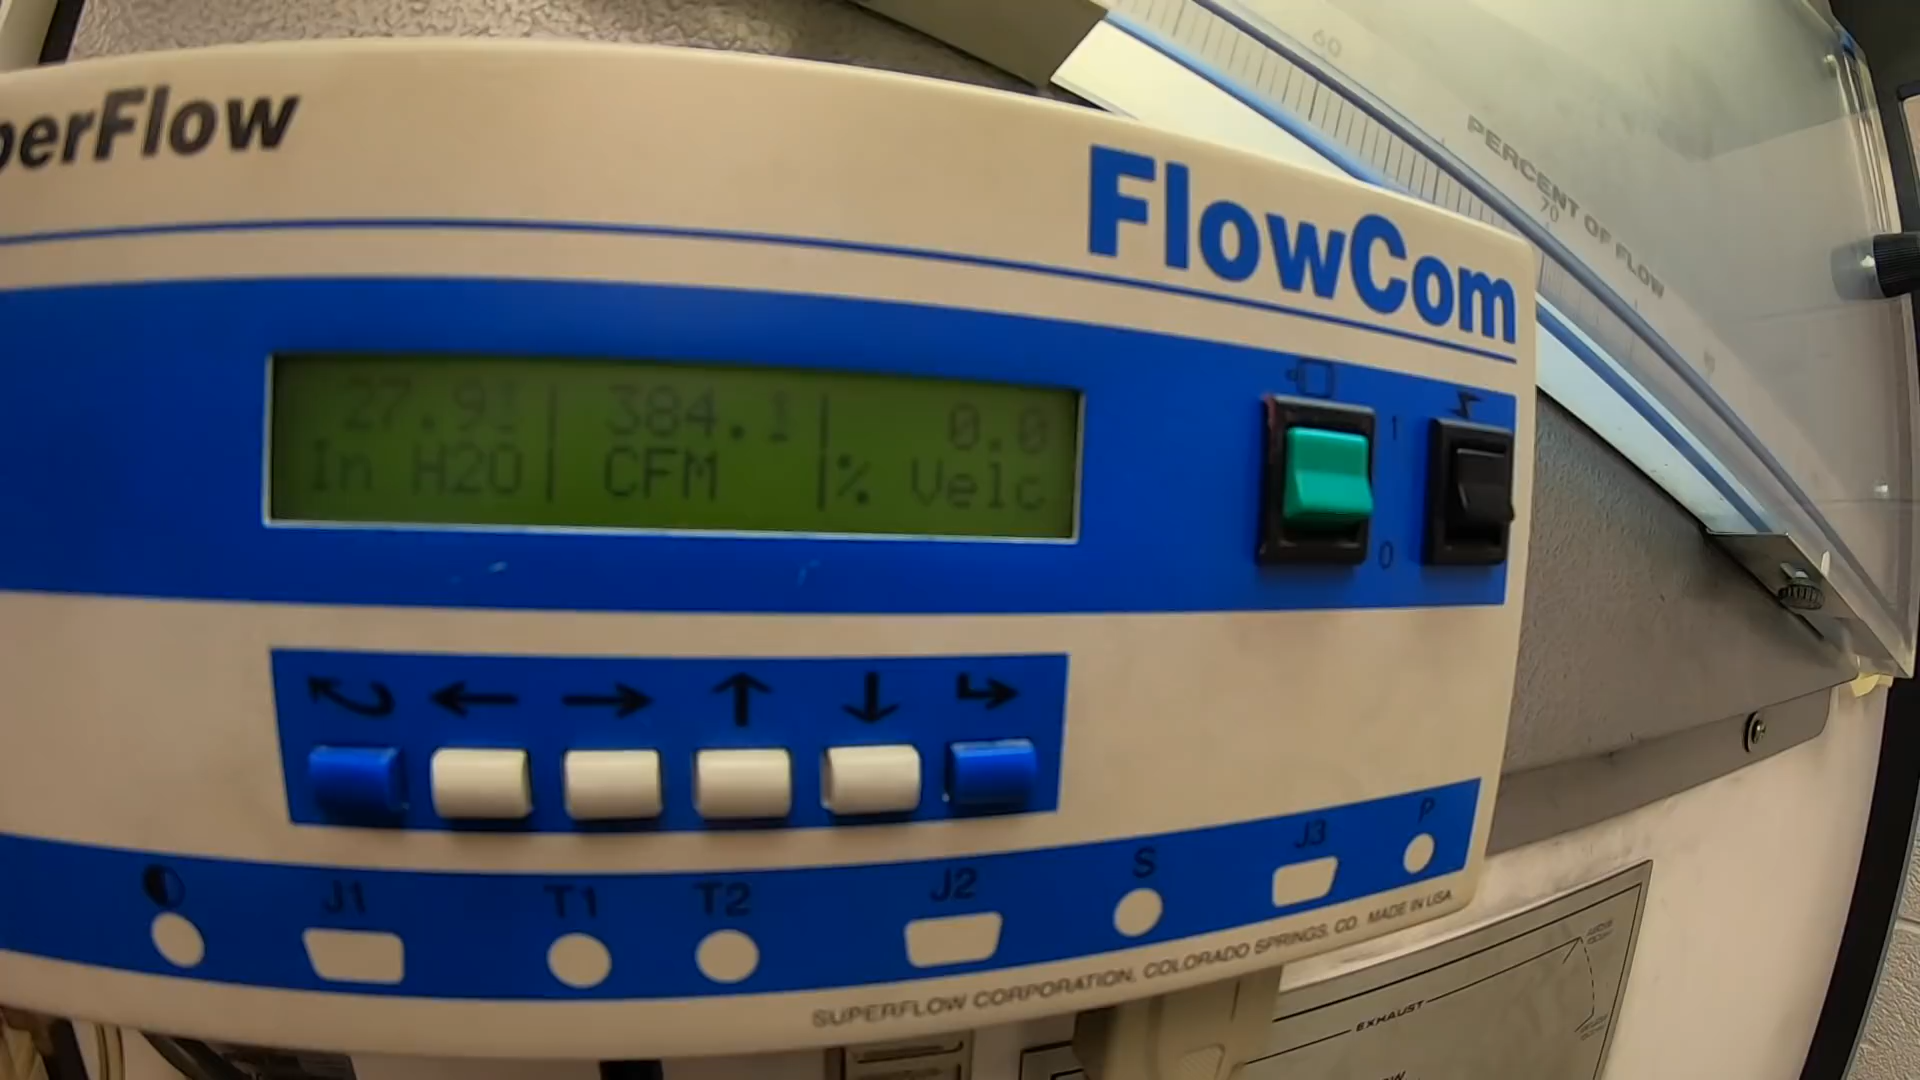 perFlow
FlowCom
27.9 | 384. | 0.0
In H2O | CFM | % Velc
1
0
J1 T1 T2 J2 S J3 P
SUPERFLOW CORPORATION, COLORADO SPRINGS, CO. MADE IN USA
60
PERCENT OF FLOW
70
EXHAUST